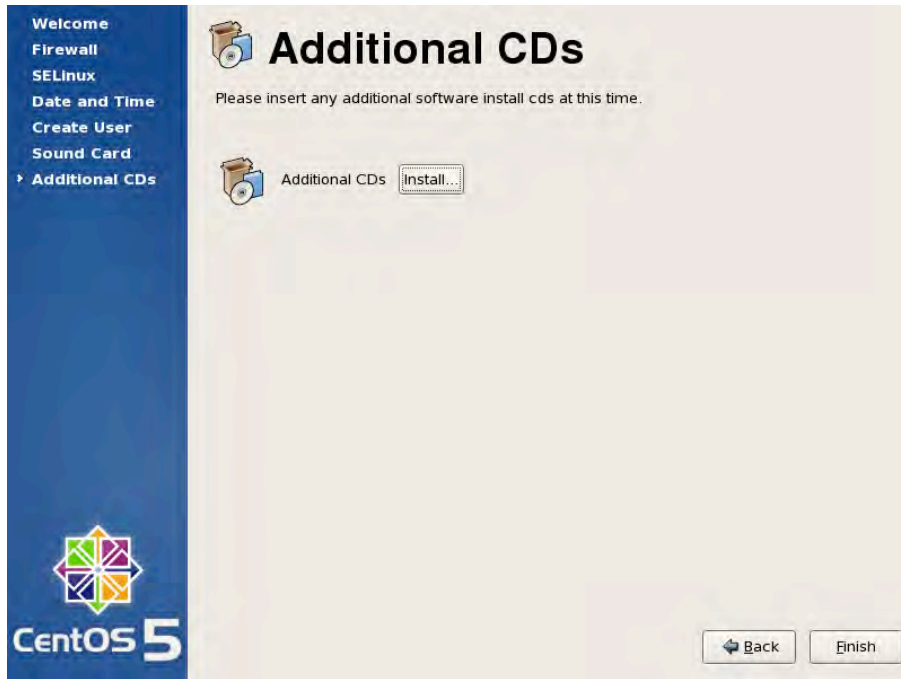 Welcome
Firewall
SELinux
Date and Time
Create User
Sound Card
Additional CDs
Additional CDs
Please insert any additional software install cds at this time.
Additional CDs Install...
CentOS 5
Back Finish